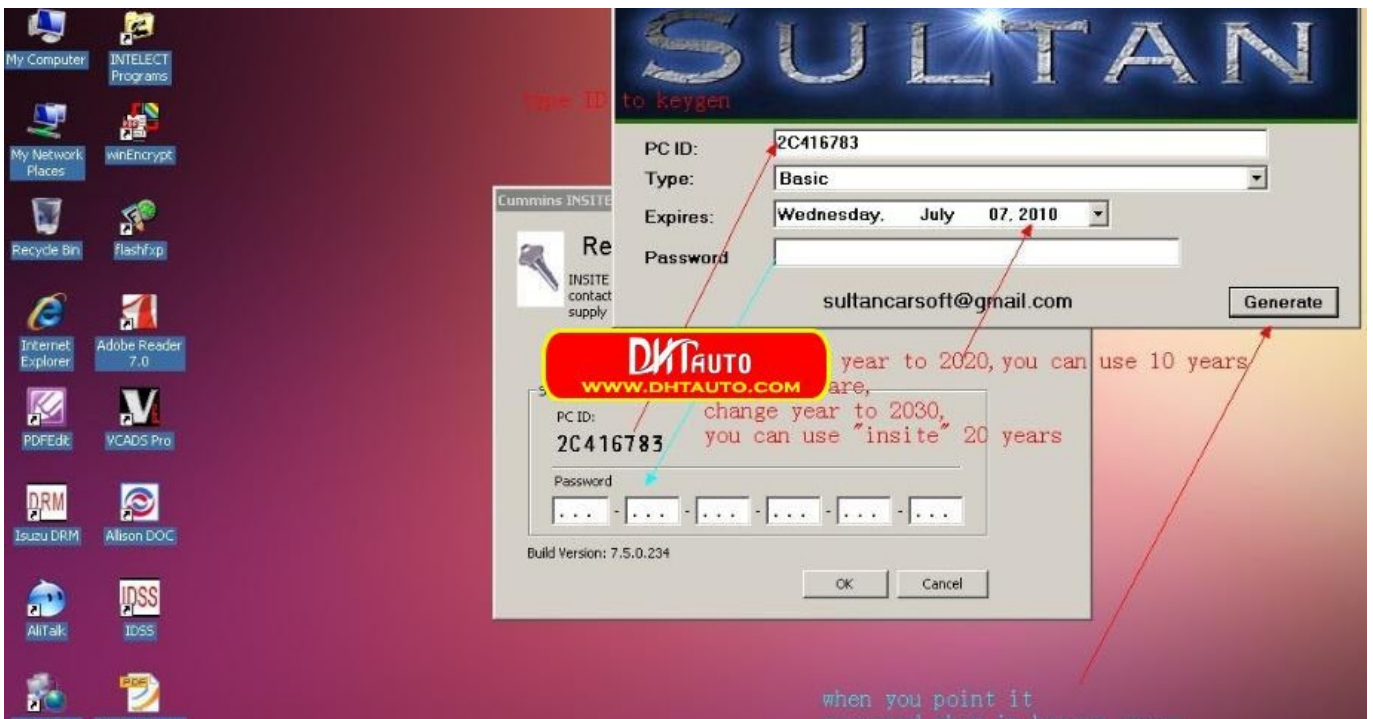 My Computer
INTELECT
Programs
SULTAN
type ID to keygen
PC ID:
2C416783
My Network
Places
winEncrypt
Type:
Basic
Cummins INSITE
Expires:
Wednesday, July 07, 2010
Recycle Bin
flashfxp
Re
Password
INSITE
contact
supply
sultancarsoft@gmail.com
Generate
Internet
Explorer
Adobe Reader
7.0
DHTAUTO
WWW.DHTAUTO.COM
year to 2020, you can use 10 years
are,
change year to 2030,
you can use "insite" 20 years
PC ID:
2C416783
PDFEdit
VCADS Pro
Password
... - ... - ... - ... - ... - ...
DRM
Isuzu DRM
Alison DOC
Build Version: 7.5.0.234
OK
Cancel
IDSS
AliTalk
IDSS
PDF
when you point it